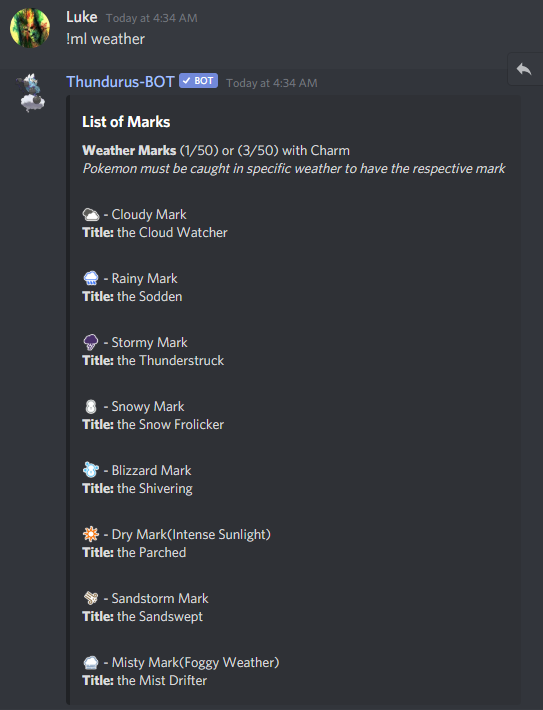 Luke Today at 4:34 AM
!ml weather
Thundurus-BOT BOT Today at 4:34 AM
List of Marks
Weather Marks (1/50) or (3/50) with Charm
Pokemon must be caught in specific weather to have the respective mark
- Cloudy Mark
Title: the Cloud Watcher
- Rainy Mark
Title: the Sodden
- Stormy Mark
Title: the Thunderstruck
- Snowy Mark
Title: the Snow Frolicker
- Blizzard Mark
Title: the Shivering
- Dry Mark(Intense Sunlight)
Title: the Parched
- Sandstorm Mark
Title: the Sandswept
- Misty Mark(Foggy Weather)
Title: the Mist Drifter